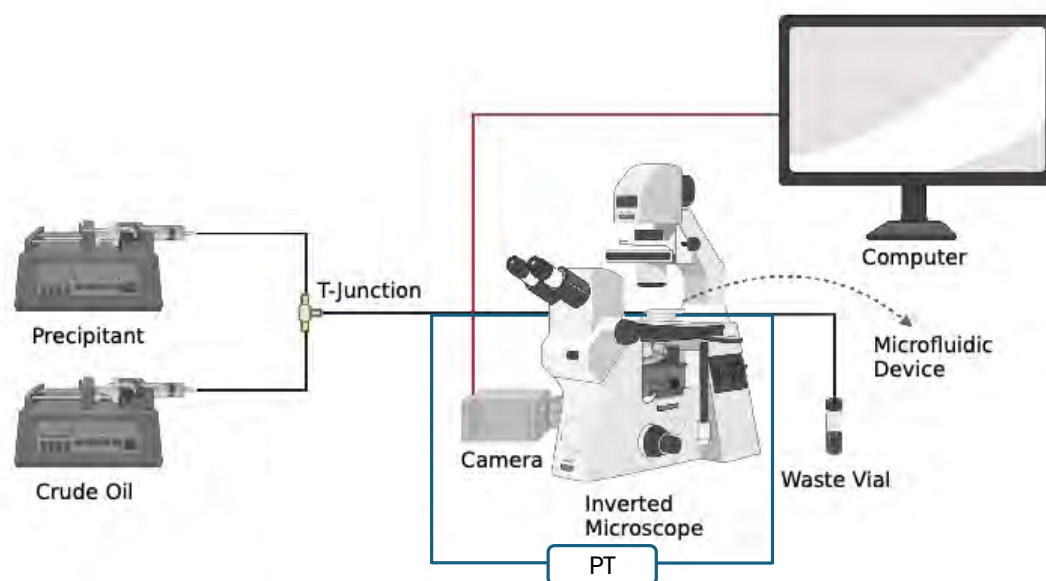 Computer
T-Junction
Precipitant
Microfluidic
Device
Camera
Waste Vial
Crude Oil
Inverted
Microscope
PT